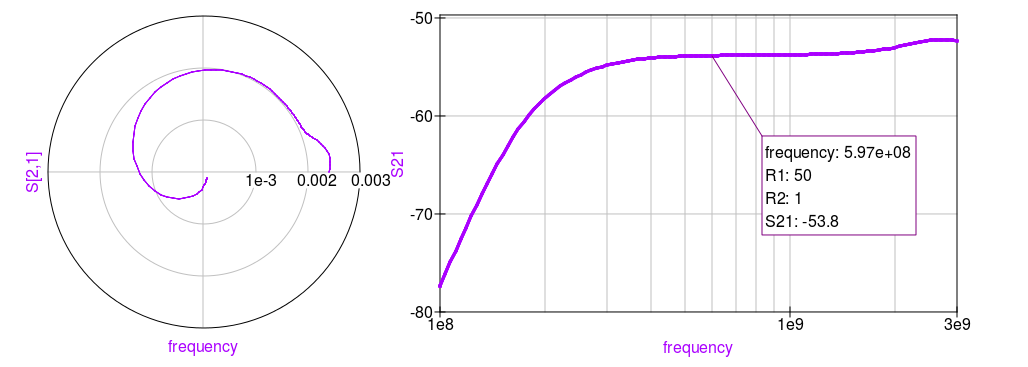 S[2,1]
1e-3 0.002 0.003
frequency
S21
-50
-60
-70
-80
1e8 1e9 3e9
frequency
frequency: 5.97e+08
R1: 50
R2: 1
S21: -53.8